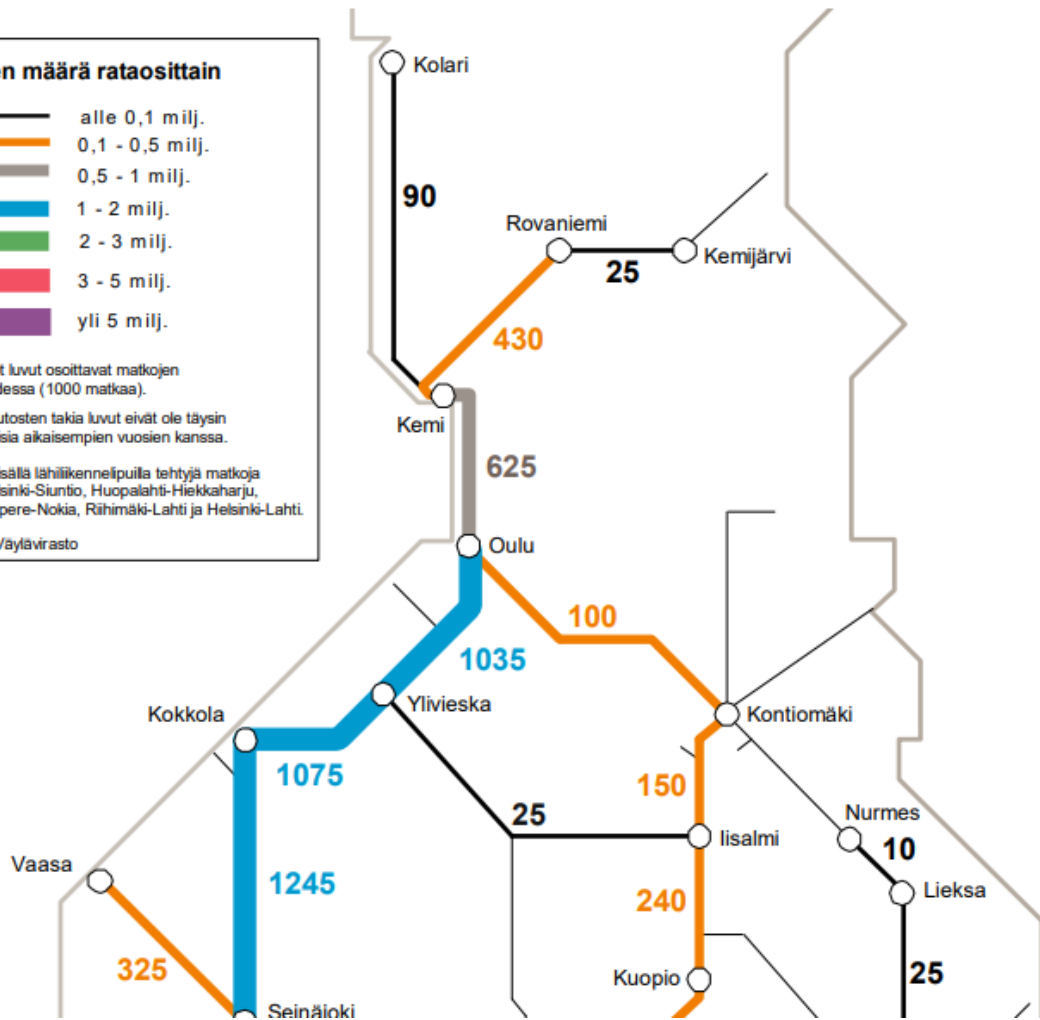 en määrä rataosittain
alle 0,1 milj.
0,1 - 0,5 milj.
0,5 - 1 milj.
1 - 2 milj.
2 - 3 milj.
3 - 5 milj.
yli 5 milj.
t luvut osoittavat matkojen
dessa (1000 matkaa).
utosten takia luvut eivät ole täysin
isia aikaisempien vuosien kanssa.
isällä lähiliikennelipuilla tehtyjä matkoja
sinki-Siuntio, Huopalahti-Hiekkaharju,
pere-Nokia, Riihimäki-Lahti ja Helsinki-Lahti.
Väylävirasto
Kolari
90
Rovaniemi
Kemijärvi
25
430
Kemi
625
Oulu
100
1035
Ylivieska
Kokkola
Kontiomäki
1075
150
25
Nurmes
Iisalmi
10
Vaasa
1245
240
Lieksa
325
Kuopio
25
Seinäjoki